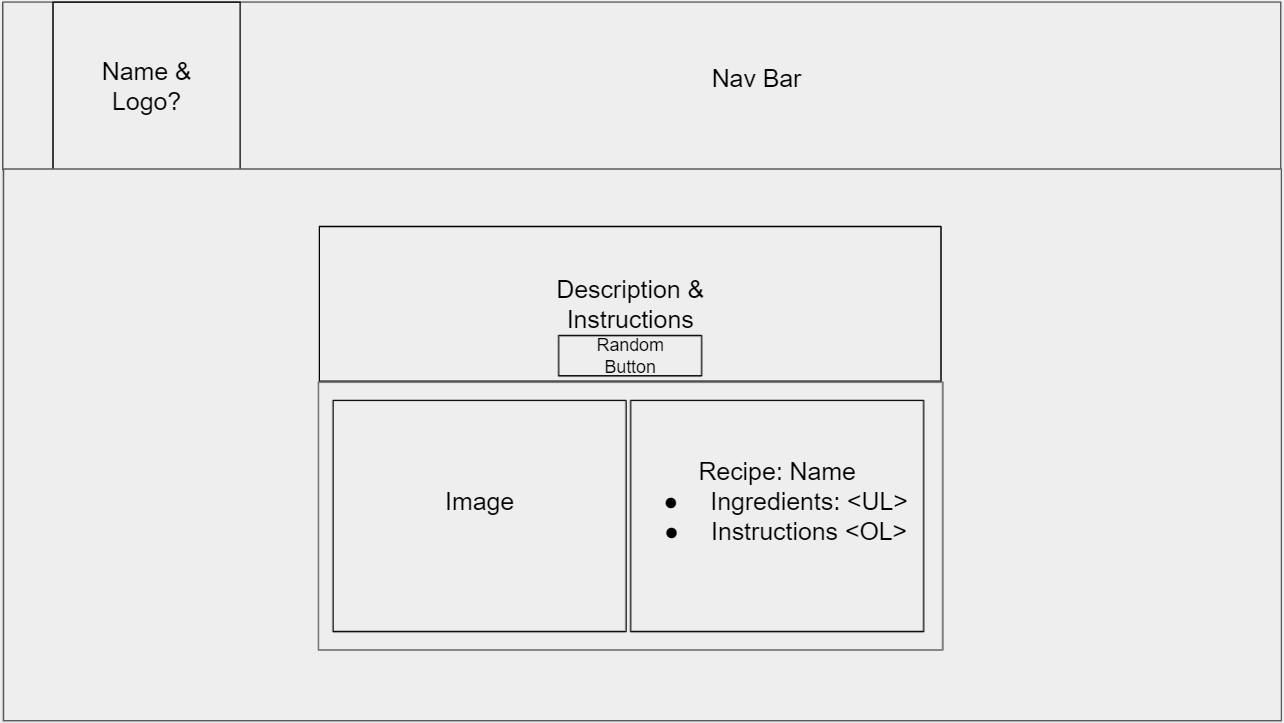 Name &
Logo?
Nav Bar
Description &
Instructions
Random
Button
Image
Recipe: Name
● Ingredients: <UL>
● Instructions <OL>